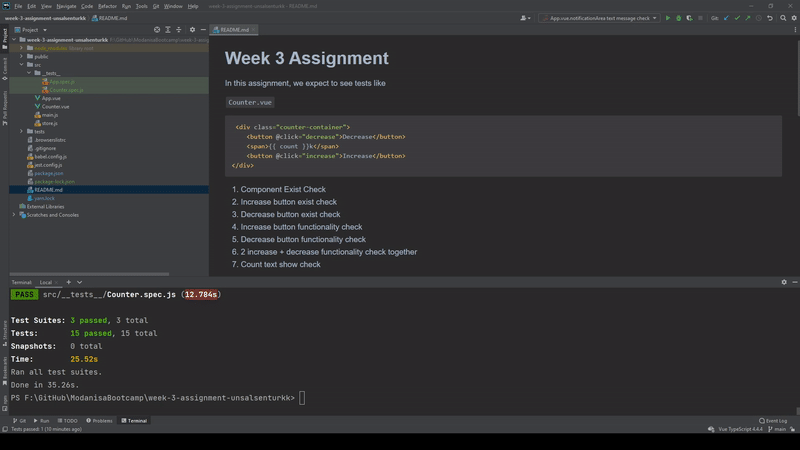 File Edit View Navigate Code Refactor Run Tools Git Window Help week-3-assignment-unsalsenturkk - README.md
week-3-assignment-unsalsenturkk README.md
App.vue.notificationArea test message check
Git:
Project
README.md
week-3-assignment-unsalsenturkk F:\GitHub\ModanisaBootcamp\week-3-assig
node_modules library root
public
src
__tests__
App.spec.js
Counter.spec.js
App.vue
Counter.vue
main.js
store.js
tests
.browserslistrc
.gitignore
babel.config.js
jest.config.js
package.json
package-lock.json
README.md
yarn.lock
External Libraries
Scratches and Consoles
Project
Commit
Pull Requests
Structure
Bookmarks
npm
Week 3 Assignment
In this assignment, we expect to see tests like
Counter.vue
<div class="counter-container">
<button @click="decrease">Decrease</button>
<span>{{ count }}k</span>
<button @click="increase">Increase</button>
</div>
1. Component Exist Check
2. Increase button exist check
3. Decrease button exist check
4. Increase button functionality check
5. Decrease button functionality check
6. 2 increase + decrease functionality check together
7. Count text show check
Terminal: Local
PASS src/__tests__/Counter.spec.js (12.784s)
Test Suites: 3 passed, 3 total
Tests: 15 passed, 15 total
Snapshots: 0 total
Time: 25.52s
Ran all test suites.
Done in 35.26s.
PS F:\GitHub\ModanisaBootcamp\week-3-assignment-unsalsenturkk>
Git Run TODO Problems Terminal Event Log
Tests passed: 1 (10 minutes ago) Vue TypeScript 4.4.4 main